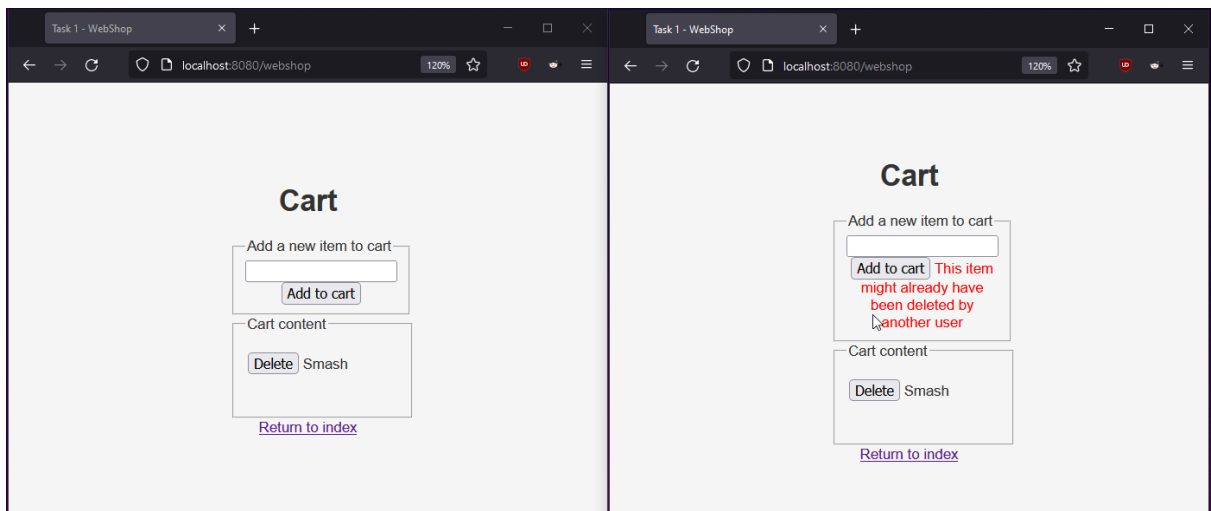 Task 1 - WebShop
localhost:8080/webshop
120%
Cart
Add a new item to cart
Add to cart
Cart content
Delete Smash
Return to index
Task 1 - WebShop
localhost:8080/webshop
120%
Cart
Add a new item to cart
Add to cart This item
might already have
been deleted by
another user
Cart content
Delete Smash
Return to index